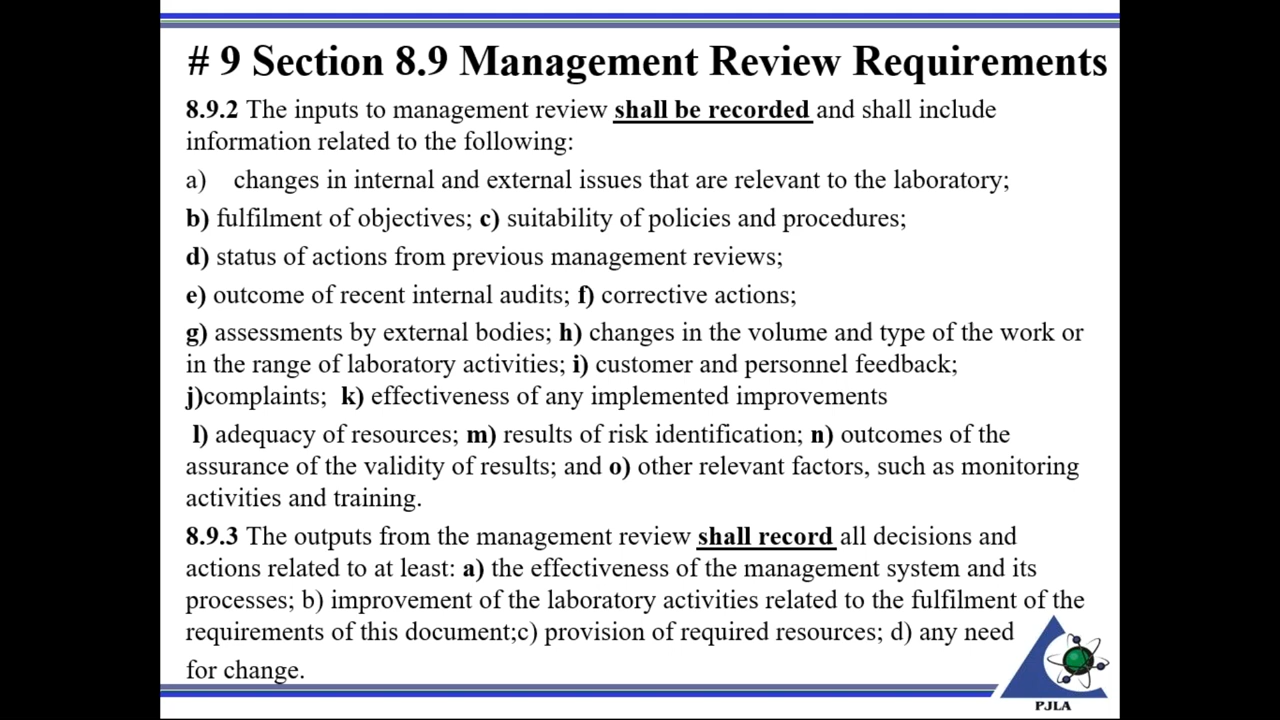 # 9 Section 8.9 Management Review Requirements
8.9.2 The inputs to management review shall be recorded and shall include
information related to the following:
a) changes in internal and external issues that are relevant to the laboratory;
b) fulfilment of objectives; c) suitability of policies and procedures;
d) status of actions from previous management reviews;
e) outcome of recent internal audits; f) corrective actions;
g) assessments by external bodies; h) changes in the volume and type of the work or
in the range of laboratory activities; i) customer and personnel feedback;
j)complaints; k) effectiveness of any implemented improvements
l) adequacy of resources; m) results of risk identification; n) outcomes of the
assurance of the validity of results; and o) other relevant factors, such as monitoring
activities and training.
8.9.3 The outputs from the management review shall record all decisions and
actions related to at least: a) the effectiveness of the management system and its
processes; b) improvement of the laboratory activities related to the fulfilment of the
requirements of this document;c) provision of required resources; d) any need
for change.
PJLA